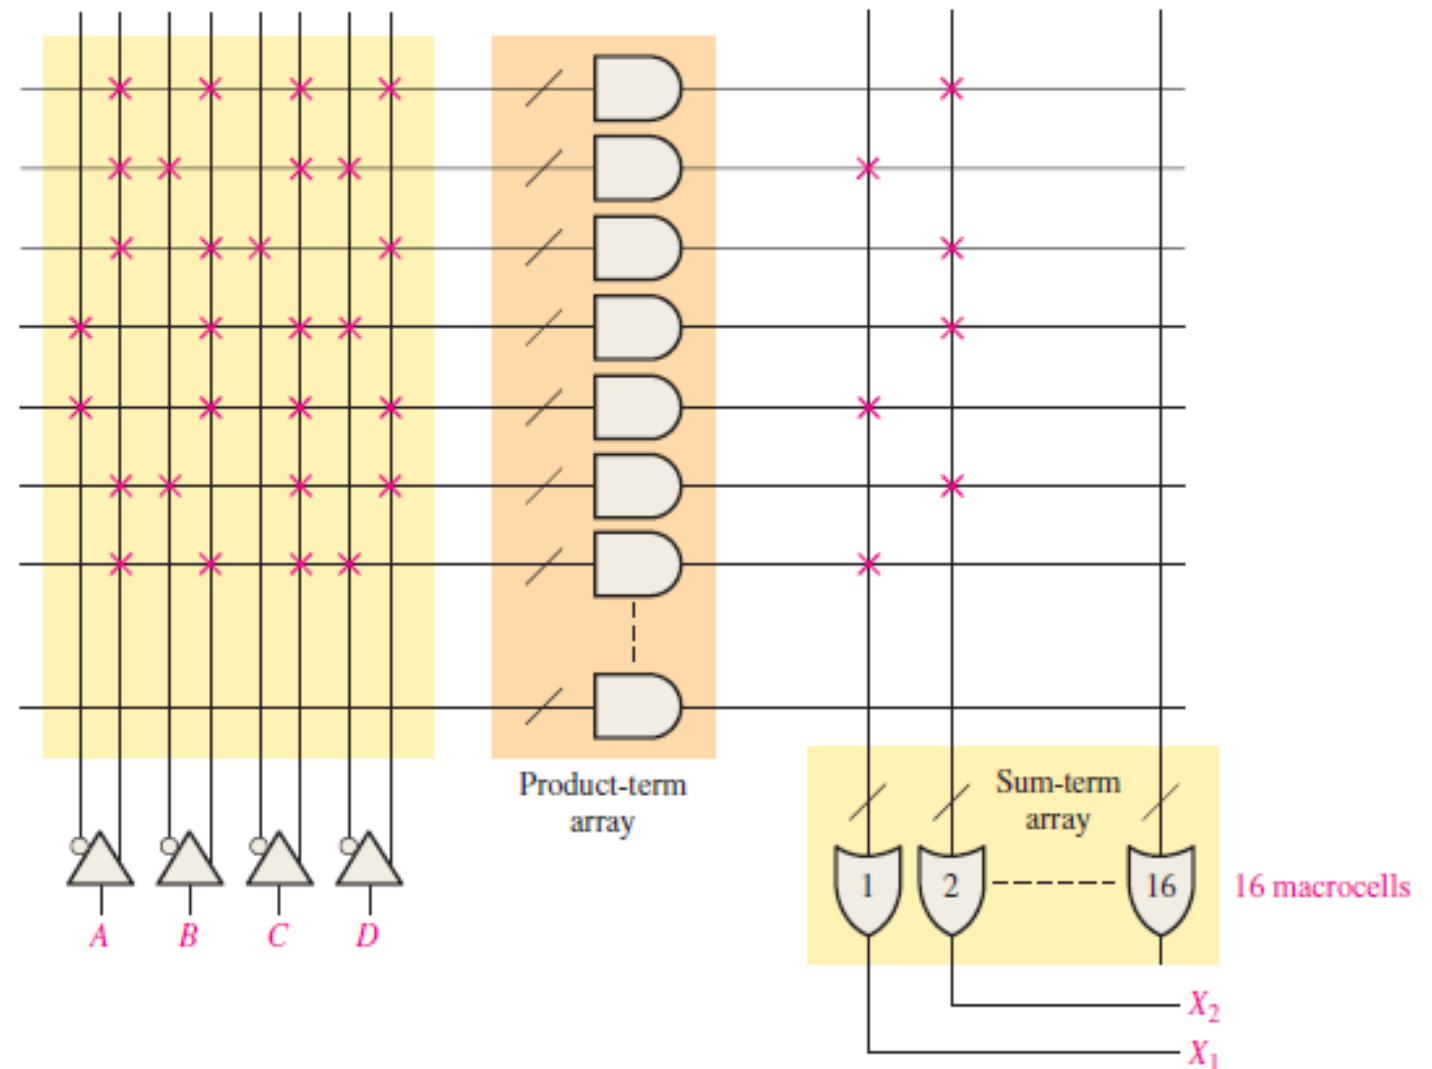 Product-term
array
Sum-term
array
1
2
16
16 macrocells
A
B
C
D
X2
X1